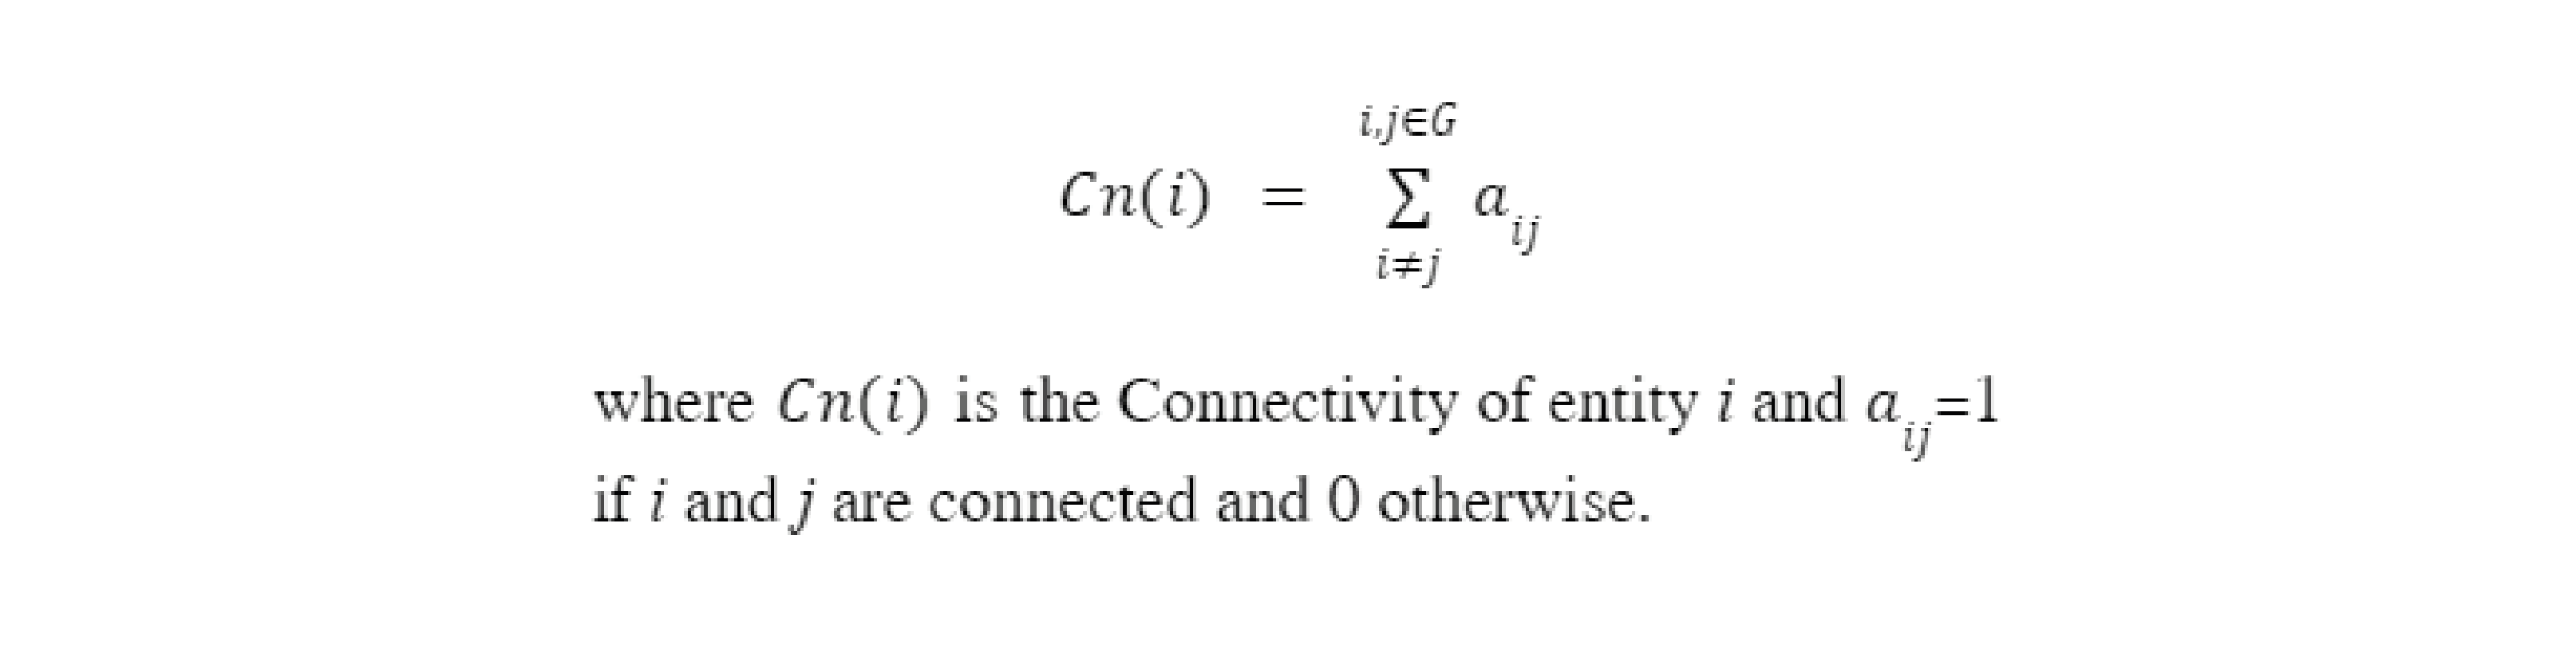 i,j∈G
Cn(i) = Σ a_ij
i≠j
where Cn(i) is the Connectivity of entity i and a_ij=1
if i and j are connected and 0 otherwise.